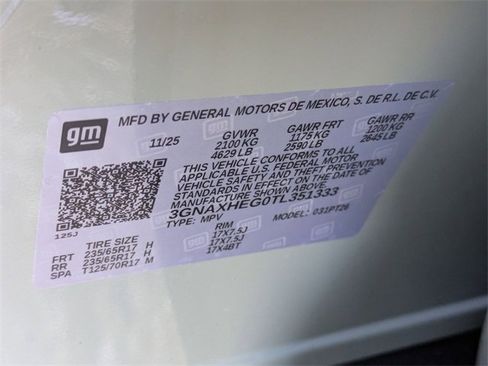 gm
MFD BY GENERAL MOTORS DE MEXICO, S. DE R.L. DE C.V.
11/25 GVWR GAWR FRT GAWR RR
2100 KG 1175 KG 1200 KG
4629 LB 2590 LB 2645 LB
THIS VEHICLE CONFORMS TO ALL
APPLICABLE U.S. FEDERAL MOTOR
VEHICLE SAFETY AND THEFT PREVENTION
STANDARDS IN EFFECT ON THE DATE OF
MANUFACTURE SHOWN ABOVE.
3GNAXHEG0TL351333
TYPE: MPV MODEL: 031PT26
125J
TIRE SIZE RIM
FRT 235/65R17 H 17X7.5J
RR 235/65R17 H 17X7.5J
SPA T125/70R17 M 17X4BT